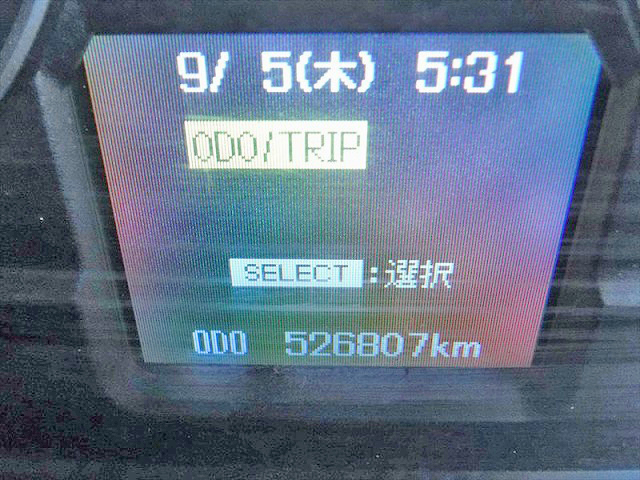 9/ 5(木) 5:31
ODO/TRIP
SELECT:選択
ODO 526807km